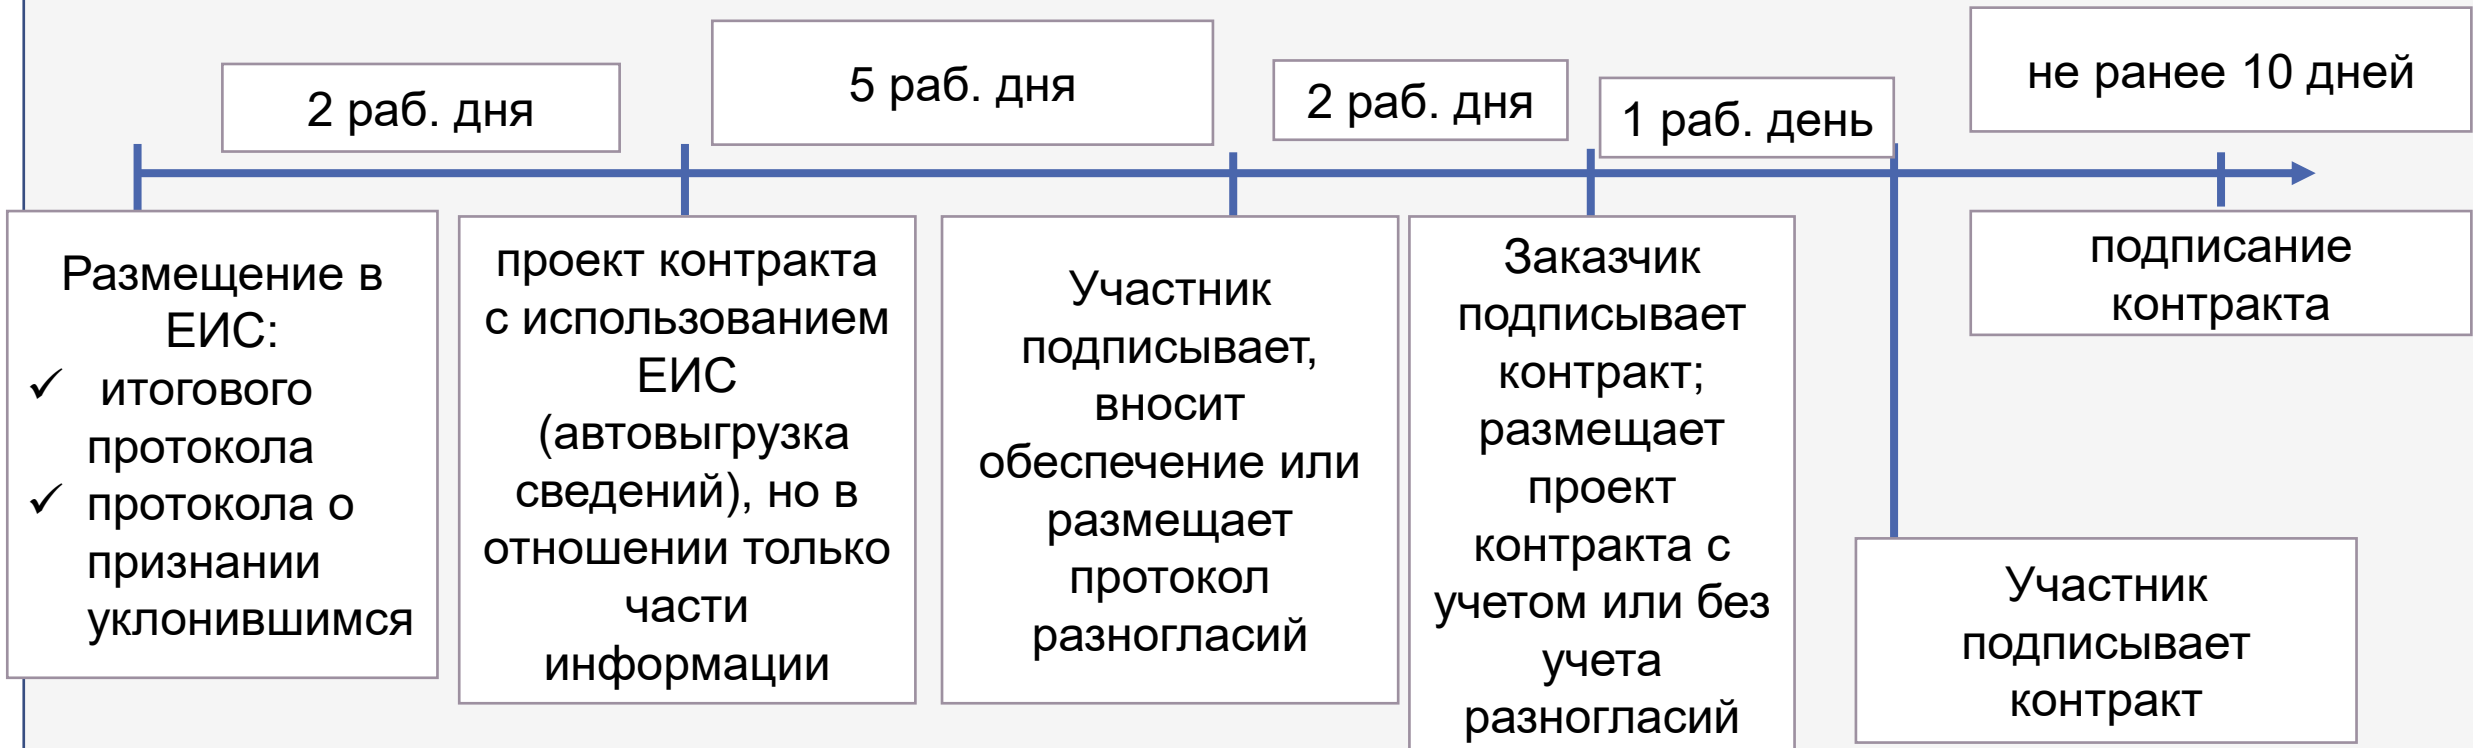 2 раб. дня
5 раб. дня
2 раб. дня
1 раб. день
не ранее 10 дней
Размещение в
ЕИС:
✓ итогового
протокола
✓ протокола о
признании
уклонившимся
проект контракта
с использованием
ЕИС
(автовыгрузка
сведений), но в
отношении только
части
информации
Участник
подписывает,
вносит
обеспечение или
размещает
протокол
разногласий
Заказчик
подписывает
контракт;
размещает
проект
контракта с
учетом или без
учета
разногласий
Участник
подписывает
контракт
подписание
контракта